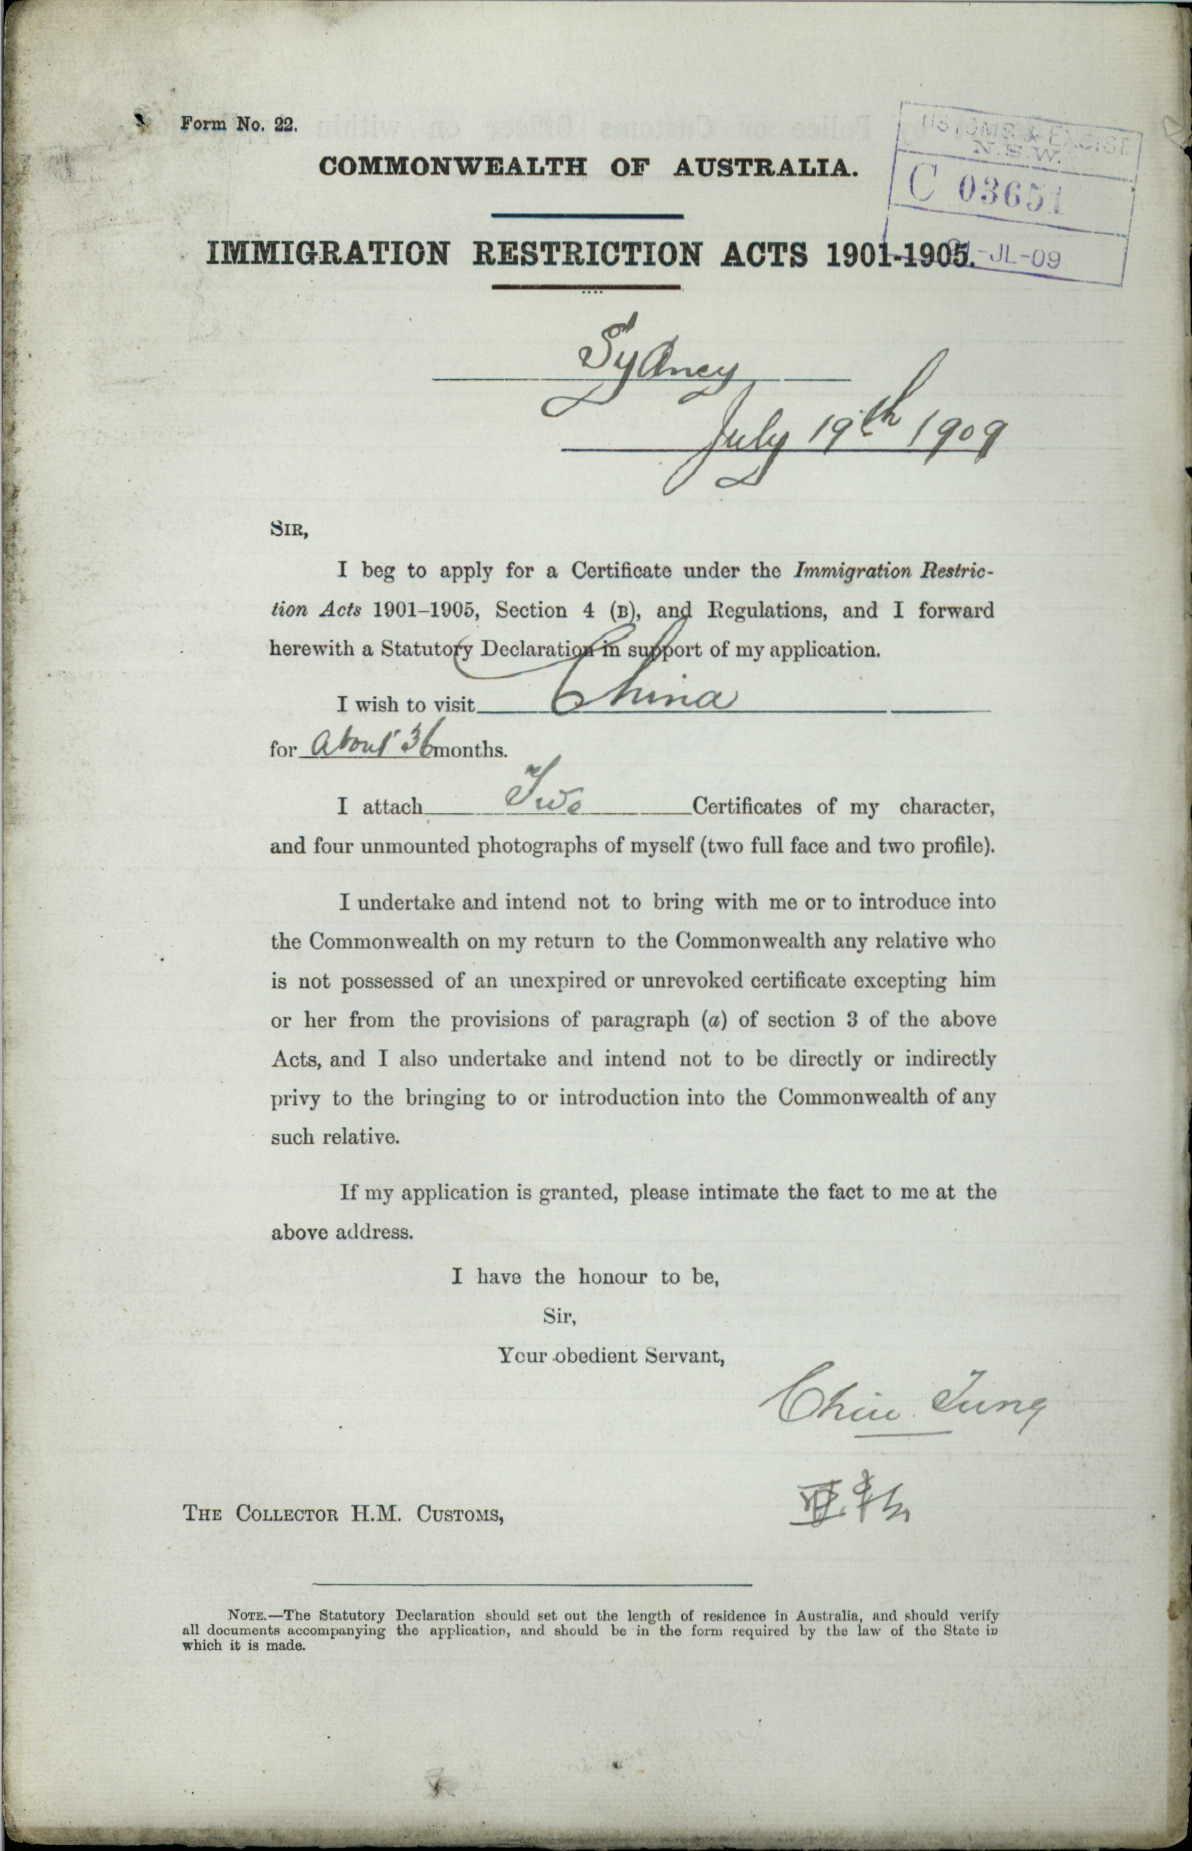 Form No. 22.
COMMONWEALTH OF AUSTRALIA.
CUSTOMS & EXCISE
N.S.W.
C 03651
-JL-09
IMMIGRATION RESTRICTION ACTS 1901-1905.
Sydney
July 19th 1909
SIR,
I beg to apply for a Certificate under the Immigration Restric-
tion Acts 1901–1905, Section 4 (B), and Regulations, and I forward
herewith a Statutory Declaration in support of my application.
I wish to visit China
for About 36 months.
I attach Two Certificates of my character,
and four unmounted photographs of myself (two full face and two profile).
I undertake and intend not to bring with me or to introduce into
the Commonwealth on my return to the Commonwealth any relative who
is not possessed of an unexpired or unrevoked certificate excepting him
or her from the provisions of paragraph (a) of section 3 of the above
Acts, and I also undertake and intend not to be directly or indirectly
privy to the bringing to or introduction into the Commonwealth of any
such relative.
If my application is granted, please intimate the fact to me at the
above address.
I have the honour to be,
Sir,
Your obedient Servant,
Tung
THE COLLECTOR H.M. CUSTOMS,
NOTE.—The Statutory Declaration should set out the length of residence in Australia, and should verify
all documents accompanying the application, and should be in the form required by the law of the State in
which it is made.